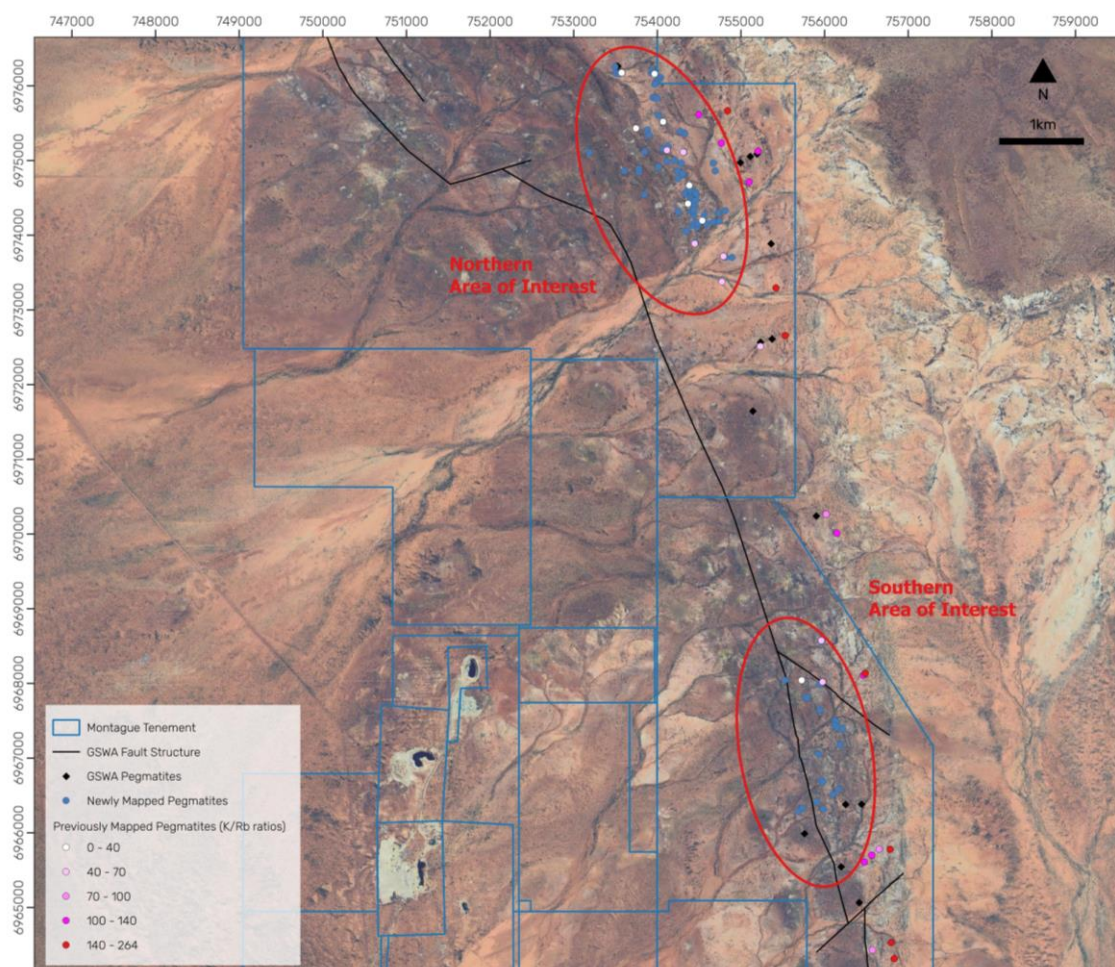 747000 748000 749000 750000 751000 752000 753000 754000 755000 756000 757000 758000 759000
6976000
6975000
6974000
6973000
6972000
6971000
6970000
6969000
6968000
6967000
6966000
6965000
N
1km
Northern
Area of Interest
Southern
Area of Interest
Montague Tenement
GSWA Fault Structure
GSWA Pegmatites
Newly Mapped Pegmatites
Previously Mapped Pegmatites (K/Rb ratios)
0 - 40
40 - 70
70 - 100
100 - 140
140 - 264